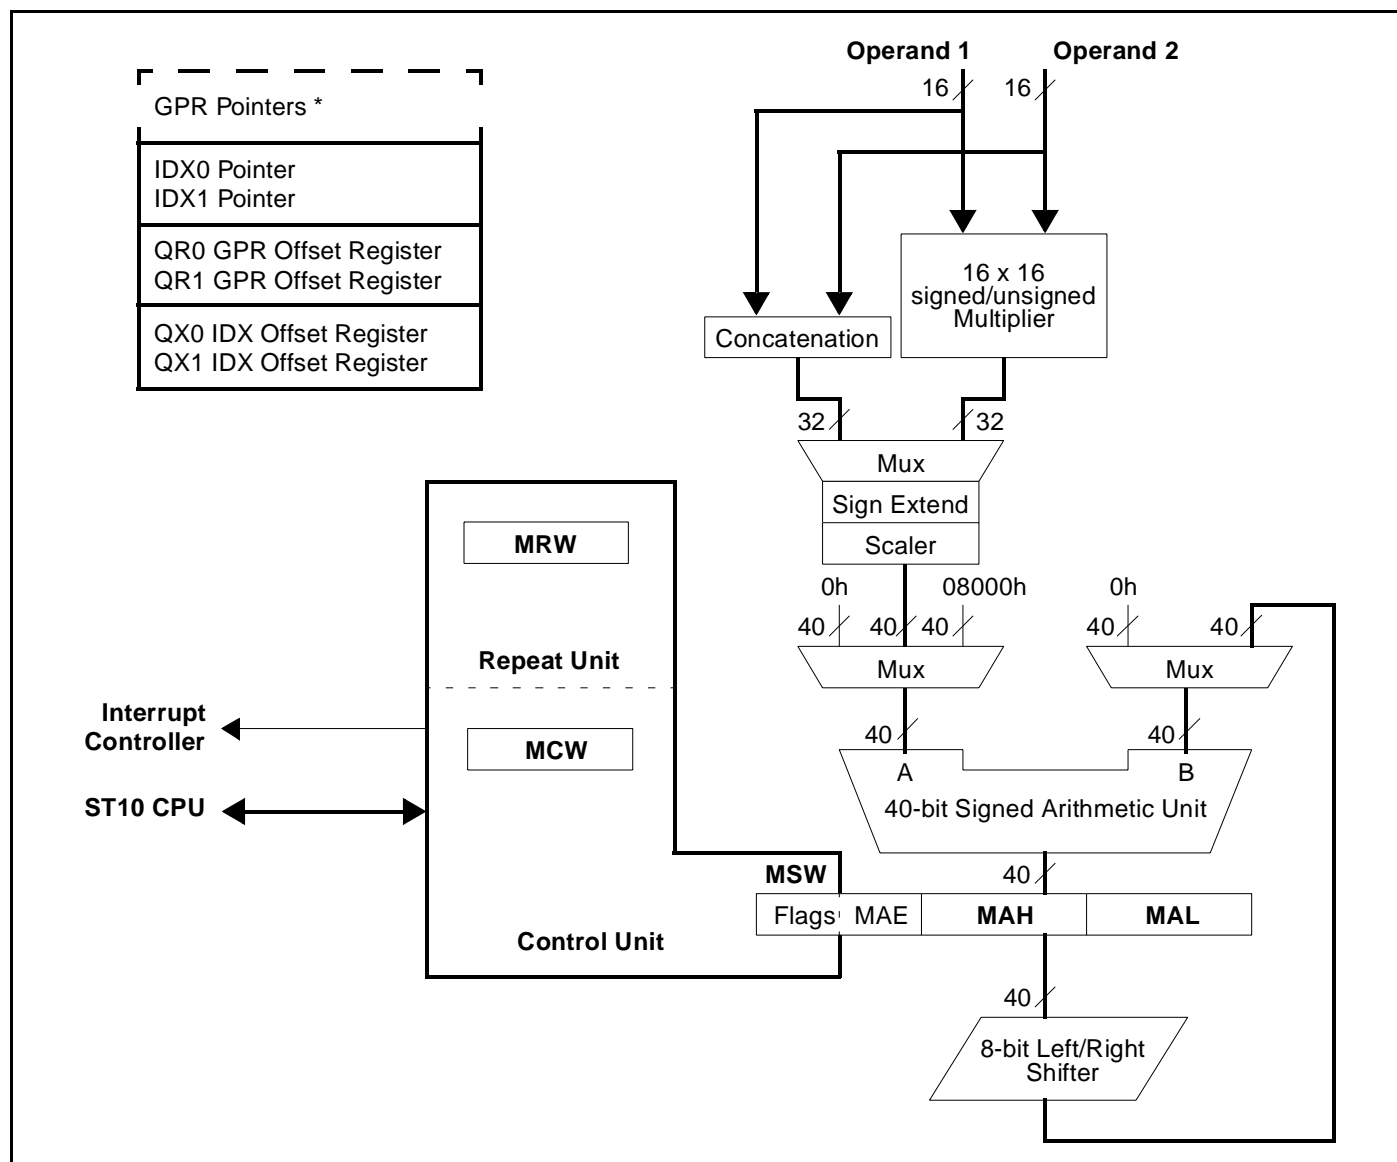 Operand 1 Operand 2
16 16
GPR Pointers *
IDX0 Pointer
IDX1 Pointer
QR0 GPR Offset Register
QR1 GPR Offset Register
QX0 IDX Offset Register
QX1 IDX Offset Register
16 x 16
signed/unsigned
Multiplier
Concatenation
32 32
Mux
Sign Extend
Scaler
0h 08000h 0h
40 40 40 40 40
Mux Mux
40 40
A B
40-bit Signed Arithmetic Unit
MRW
Repeat Unit
Interrupt
Controller
MCW
ST10 CPU
MSW 40
Flags MAE MAH MAL
Control Unit
40
8-bit Left/Right
Shifter